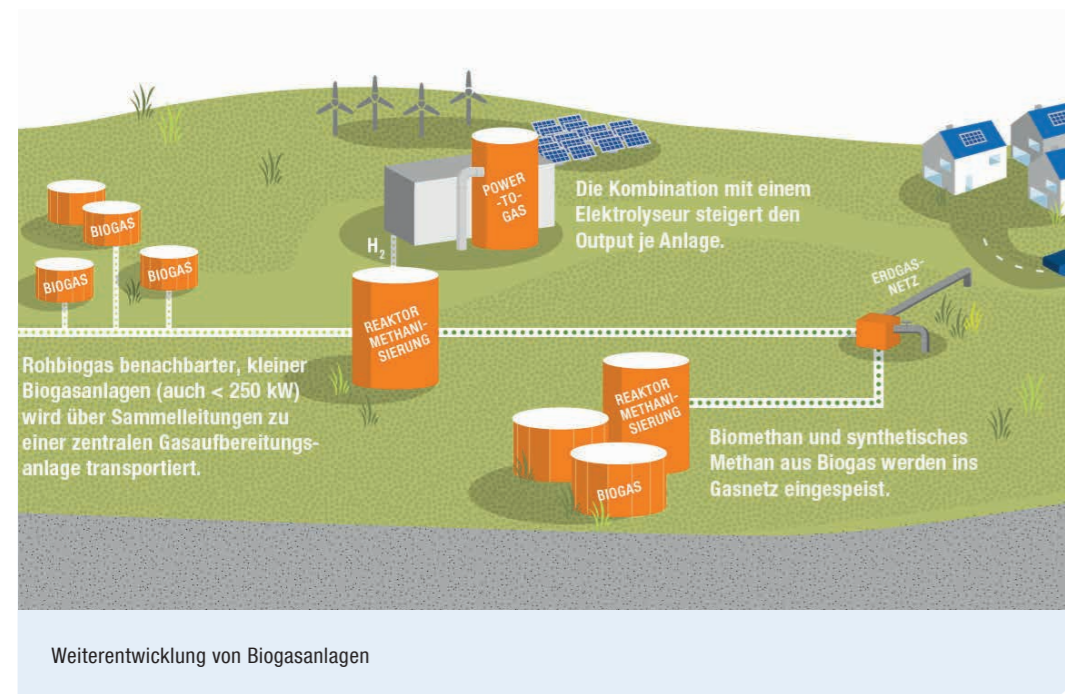 POWER
-TO-
GAS
Die Kombination mit einem
Elektrolyseur steigert den
Output je Anlage.
BIOGAS
BIOGAS
BIOGAS
H₂
ERDGAS-
NETZ
REAKTOR
METHANI-
SIERUNG
Rohbiogas benachbarter, kleiner
Biogasanlagen (auch < 250 kW)
wird über Sammelleitungen zu
einer zentralen Gasaufbereitungs-
anlage transportiert.
REAKTOR
METHANI-
SIERUNG
BIOGAS
Biomethan und synthetisches
Methan aus Biogas werden ins
Gasnetz eingespeist.
Weiterentwicklung von Biogasanlagen